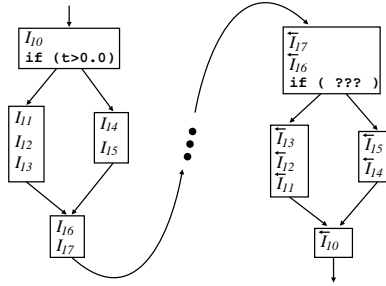 I10
if (t>0.0)
I11
I12
I13
I14
I15
I16
I17
←I17
←I16
if ( ??? )
←I13
←I12
←I11
←I15
←I14
←I10